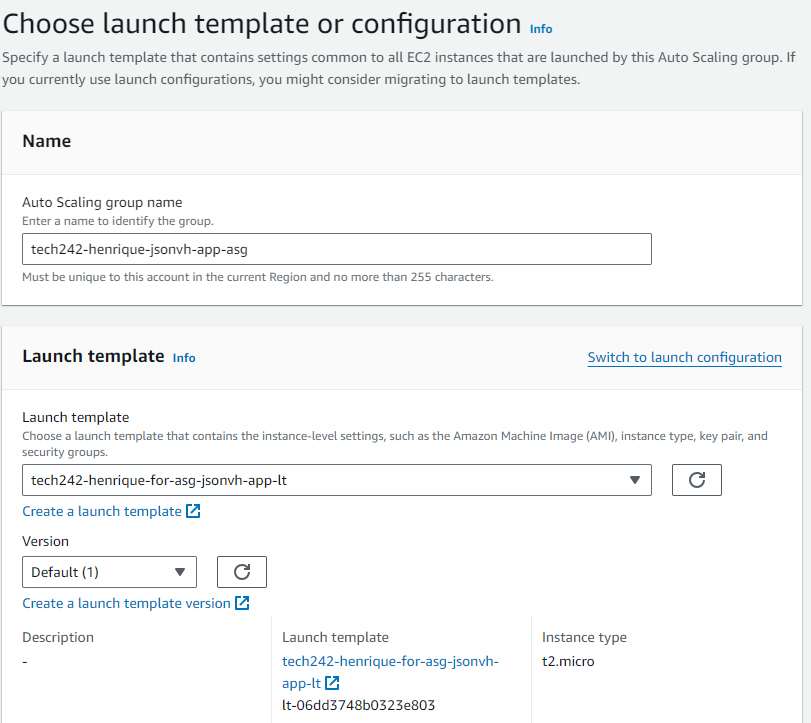 Choose launch template or configuration Info
Specify a launch template that contains settings common to all EC2 instances that are launched by this Auto Scaling group. If
you currently use launch configurations, you might consider migrating to launch templates.
Name
Auto Scaling group name
Enter a name to identify the group.
tech242-henrique-jsonvh-app-asg
Must be unique to this account in the current Region and no more than 255 characters.
Launch template Info
Switch to launch configuration
Launch template
Choose a launch template that contains the instance-level settings, such as the Amazon Machine Image (AMI), instance type, key pair, and
security groups.
tech242-henrique-for-asg-jsonvh-app-lt
Create a launch template
Version
Default (1)
Create a launch template version
Description
-
Launch template
tech242-henrique-for-asg-jsonvh-
app-lt
lt-06dd3748b0323e803
Instance type
t2.micro